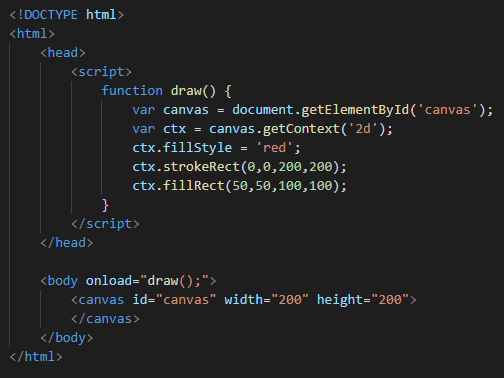 <!DOCTYPE html>
<html>
    <head>
        <script>
            function draw() {
                var canvas = document.getElementById('canvas');
                var ctx = canvas.getContext('2d');
                ctx.fillStyle = 'red';
                ctx.strokeRect(0,0,200,200);
                ctx.fillRect(50,50,100,100);
            }
        </script>
    </head>

    <body onload="draw();">
        <canvas id="canvas" width="200" height="200">
        </canvas>
    </body>
</html>